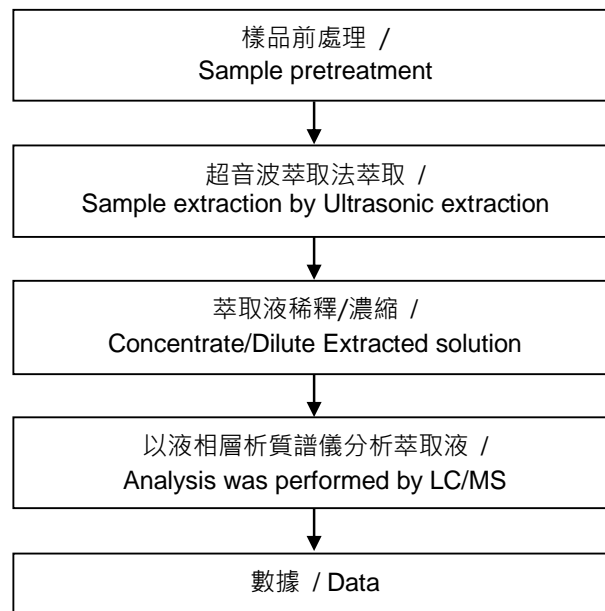 樣品前處理 /
Sample pretreatment
超音波萃取法萃取 /
Sample extraction by Ultrasonic extraction
萃取液稀釋/濃縮 /
Concentrate/Dilute Extracted solution
以液相層析質譜儀分析萃取液 /
Analysis was performed by LC/MS
數據 / Data